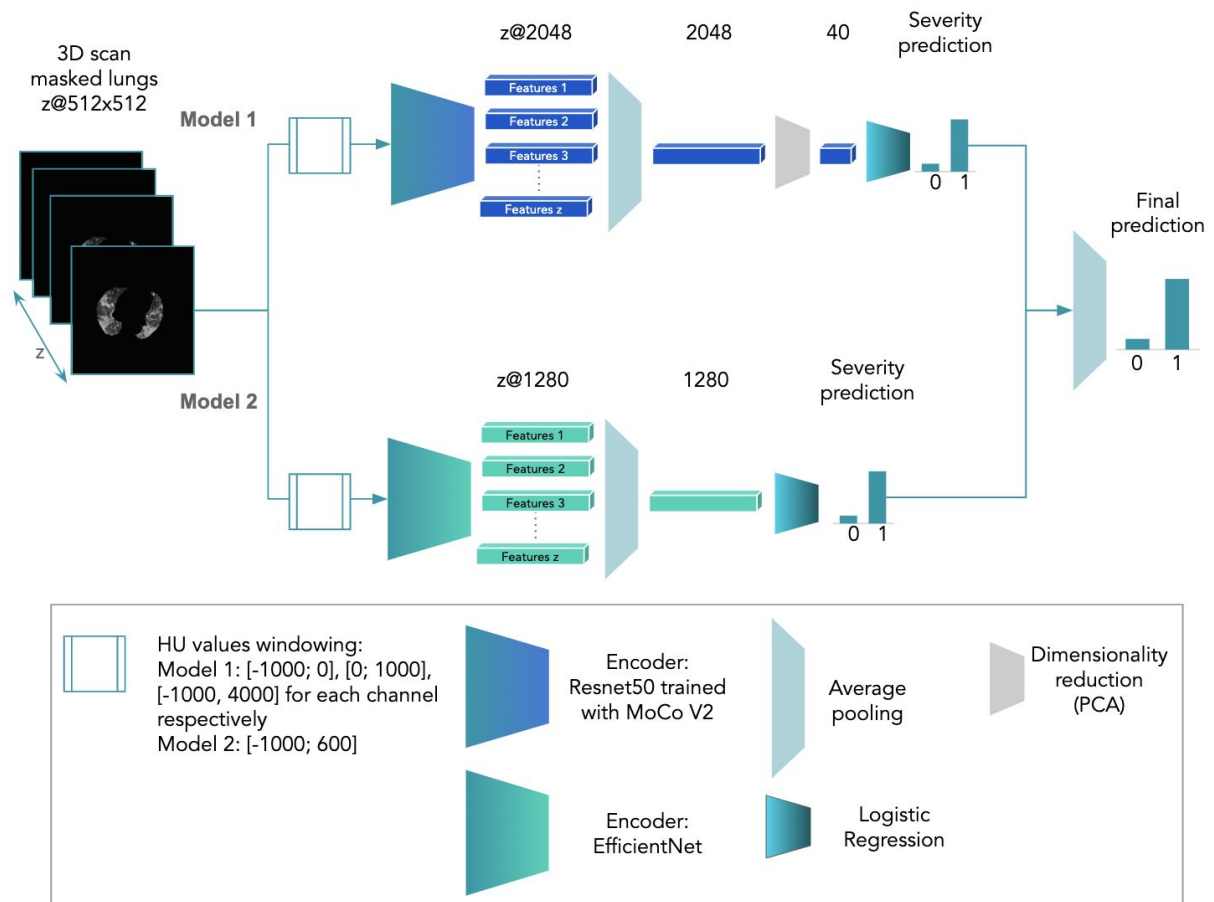 3D scan
masked lungs
z@512x512
z
Model 1
z@2048
2048
40
Severity
prediction
Features 1
Features 2
Features 3
Features z
0 1
Model 2
z@1280
1280
Severity
prediction
Features 1
Features 2
Features 3
Features z
0 1
Final
prediction
0 1
HU values windowing:
Model 1: [-1000; 0], [0; 1000],
[-1000, 4000] for each channel
respectively
Model 2: [-1000; 600]
Encoder:
Resnet50 trained
with MoCo V2
Encoder:
EfficientNet
Average
pooling
Logistic
Regression
Dimensionality
reduction
(PCA)